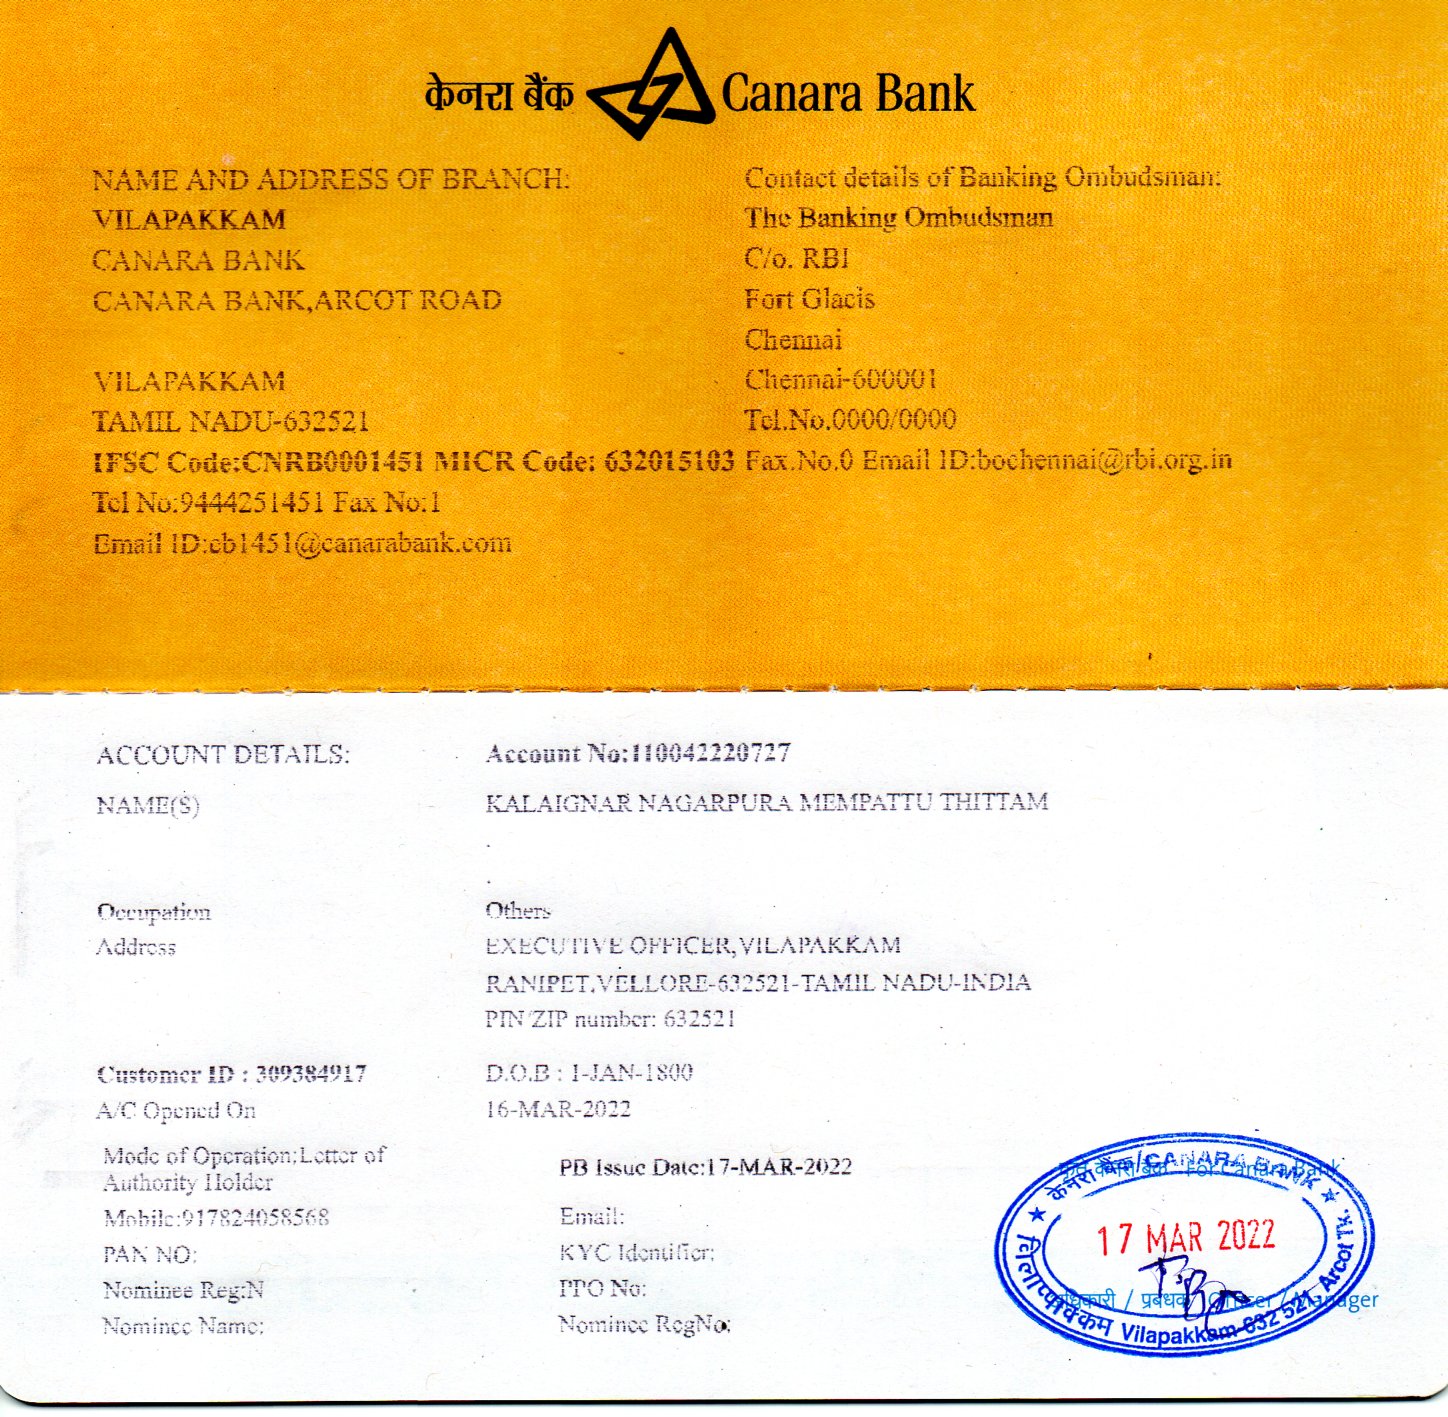 केनरा बैंक Canara Bank
NAME AND ADDRESS OF BRANCH:
VILAPAKKAM
CANARA BANK
CANARA BANK,ARCOT ROAD
VILAPAKKAM
TAMIL NADU-632521
IFSC Code:CNRB0001451 MICR Code: 632015103
Tel No:9444251451 Fax No:1
Email ID:cb1451@canarabank.com
Contact details of Banking Ombudsman:
The Banking Ombudsman
C/o. RBI
Fort Glacis
Chennai
Chennai-600001
Tel.No.0000/0000
Fax.No.0 Email ID:bochennai@rbi.org.in
ACCOUNT DETAILS: Account No:110042220727
NAME(S) KALAIGNAR NAGARPURA MEMPATTU THITTAM
.
.
Occupation Others
Address EXECUTIVE OFFICER,VILAPAKKAM
RANIPET,VELLORE-632521-TAMIL NADU-INDIA
PIN/ZIP number: 632521
Customer ID : 309384917 D.O.B : 1-JAN-1800
A/C Opened On 16-MAR-2022
Mode of Operation:Letter of
Authority Holder
PB Issue Date:17-MAR-2022
Mobile:917824058568 Email:
PAN NO: KYC Identifier:
Nominee Reg:N PPO No:
Nominee Name: Nominee RegNo:
केनरा बैंक/CANARA BANK
केनरा बैंक For Canara Bank
17 MAR 2022
अधिकारी / प्रबंधक Officer / Manager
Vilapakkam-632 521, Arcot TK.